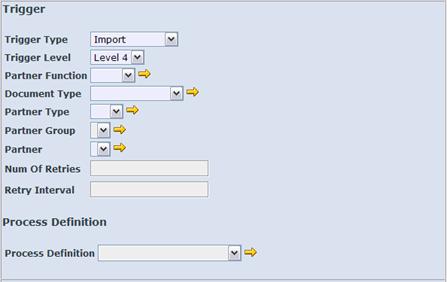 Trigger
Trigger Type Import
Trigger Level Level 4
Partner Function
Document Type
Partner Type
Partner Group
Partner
Num Of Retries
Retry Interval
Process Definition
Process Definition